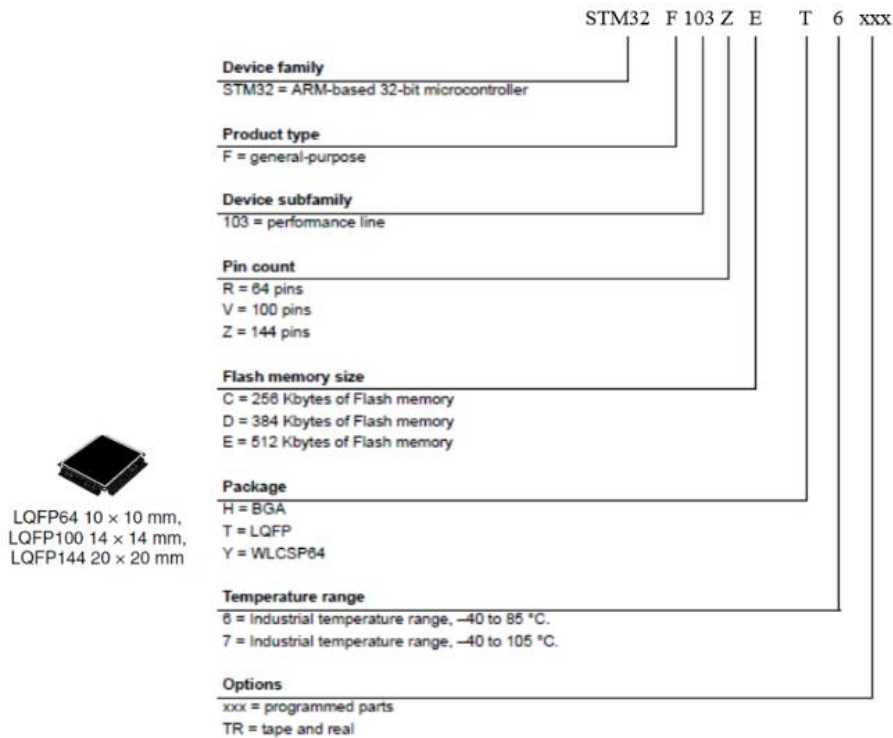 STM32 F 103 Z E T 6 xxx
Device family
STM32 = ARM-based 32-bit microcontroller
Product type
F = general-purpose
Device subfamily
103 = performance line
Pin count
R = 64 pins
V = 100 pins
Z = 144 pins
Flash memory size
C = 256 Kbytes of Flash memory
D = 384 Kbytes of Flash memory
E = 512 Kbytes of Flash memory
Package
H = BGA
T = LQFP
Y = WLCSP64
LQFP64 10 × 10 mm,
LQFP100 14 × 14 mm,
LQFP144 20 × 20 mm
Temperature range
6 = Industrial temperature range, –40 to 85 °C.
7 = Industrial temperature range, –40 to 105 °C.
Options
xxx = programmed parts
TR = tape and real